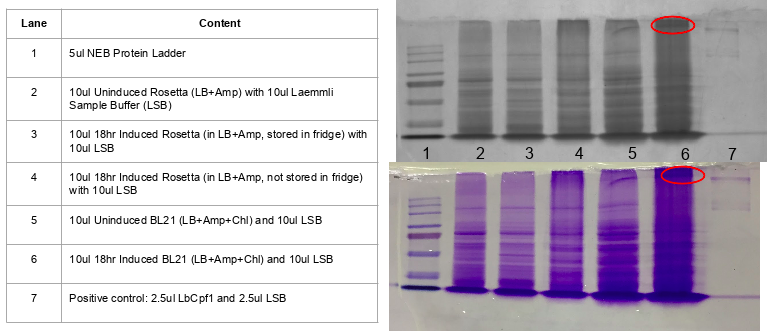 Lane Content
1 5ul NEB Protein Ladder
2 10ul Uninduced Rosetta (LB+Amp) with 10ul Laemmli
Sample Buffer (LSB)
3 10ul 18hr Induced Rosetta (in LB+Amp, stored in fridge) with
10ul LSB
4 10ul 18hr Induced Rosetta (in LB+Amp, not stored in fridge)
with 10ul LSB
5 10ul Uninduced BL21 (LB+Amp+Chl) and 10ul LSB
6 10ul 18hr Induced BL21 (LB+Amp+Chl) and 10ul LSB
7 Positive control: 2.5ul LbCpf1 and 2.5ul LSB
1 2 3 4 5 6 7